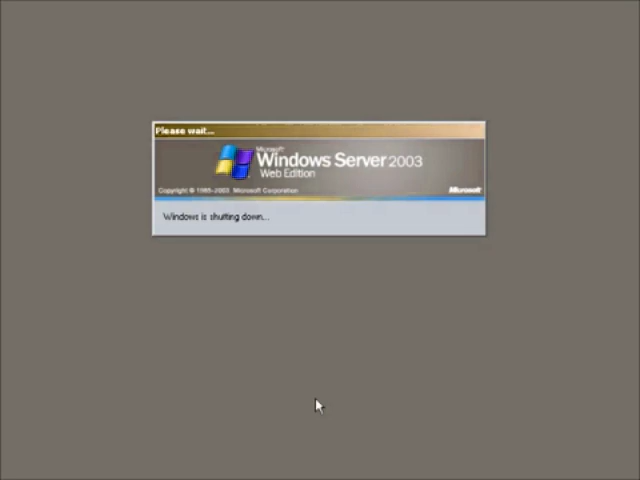 Please wait...
Microsoft
Windows Server 2003
Web Edition
Copyright © 1985-2003 Microsoft Corporation
Microsoft
Windows is shutting down...